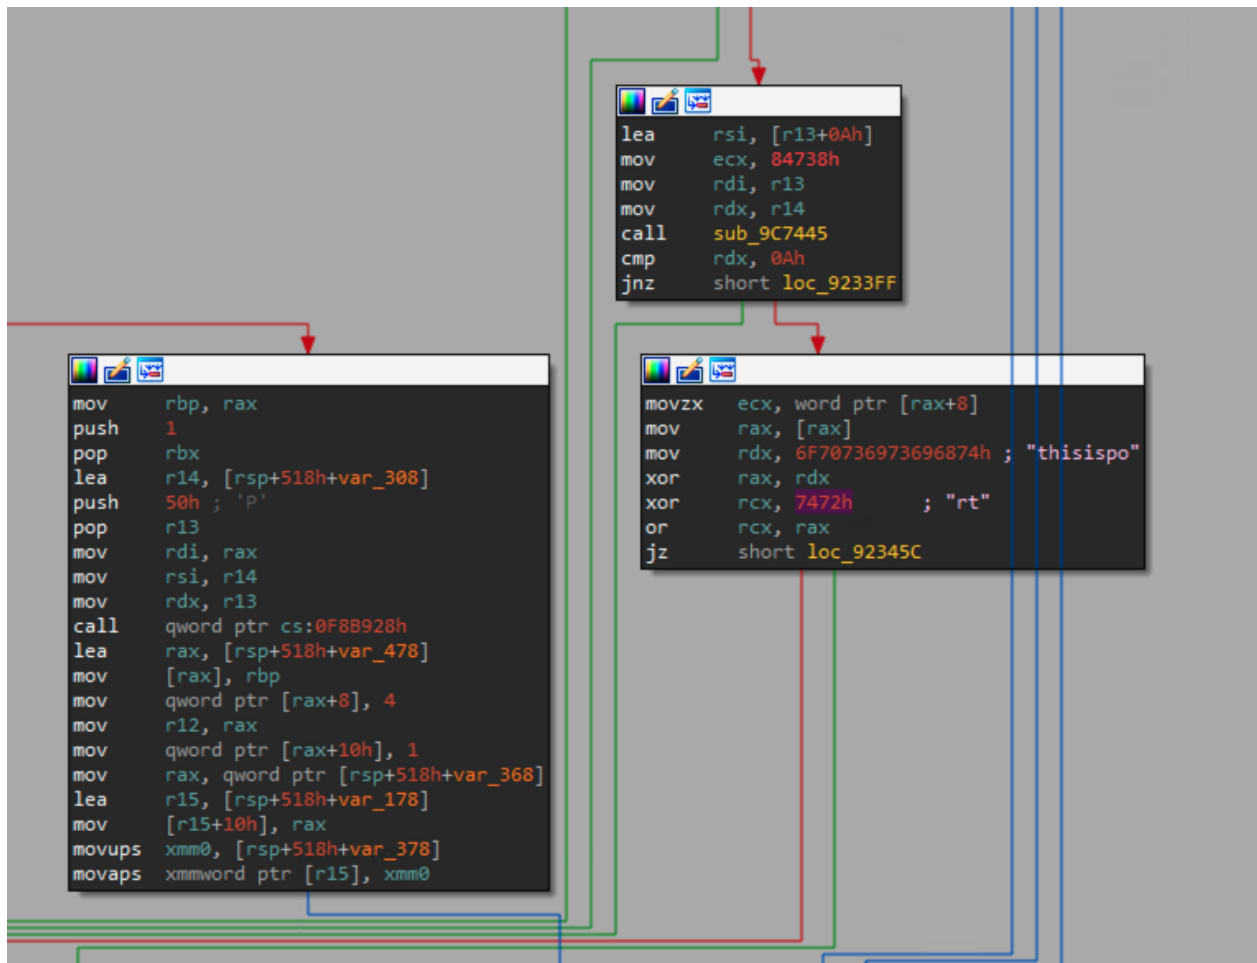 lea rsi, [r13+0Ah]
mov ecx, 84738h
mov rdi, r13
mov rdx, r14
call sub_9C7445
cmp rdx, 0Ah
jnz short loc_9233FF
mov rbp, rax
push 1
pop rbx
lea r14, [rsp+518h+var_308]
push 50h ; 'P'
pop r13
mov rdi, rax
mov rsi, r14
mov rdx, r13
call qword ptr cs:0F8B928h
lea rax, [rsp+518h+var_478]
mov [rax], rbp
mov qword ptr [rax+8], 4
mov r12, rax
mov qword ptr [rax+10h], 1
mov rax, qword ptr [rsp+518h+var_368]
lea r15, [rsp+518h+var_178]
mov [r15+10h], rax
movups xmm0, [rsp+518h+var_378]
movaps xmmword ptr [r15], xmm0
movzx ecx, word ptr [rax+8]
mov rax, [rax]
mov rdx, 6F70736973696874h ; "thisispo"
xor rax, rdx
xor rcx, 7472h ; "rt"
or rcx, rax
jz short loc_92345C